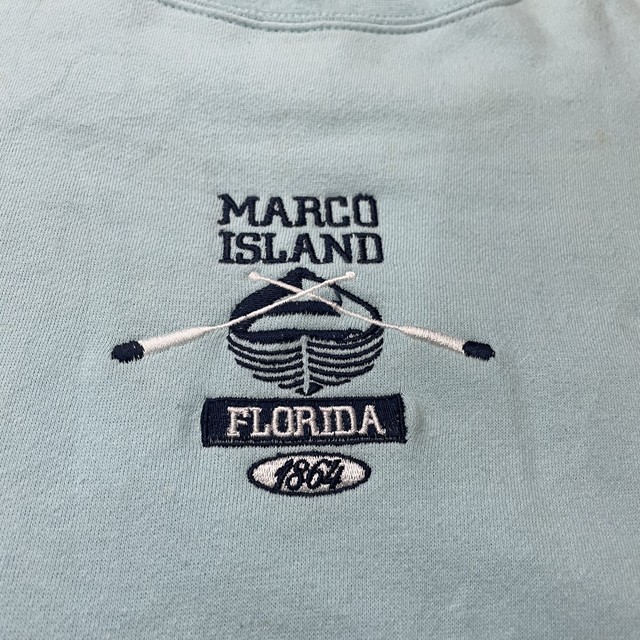 MARCO
ISLAND
FLORIDA
1864